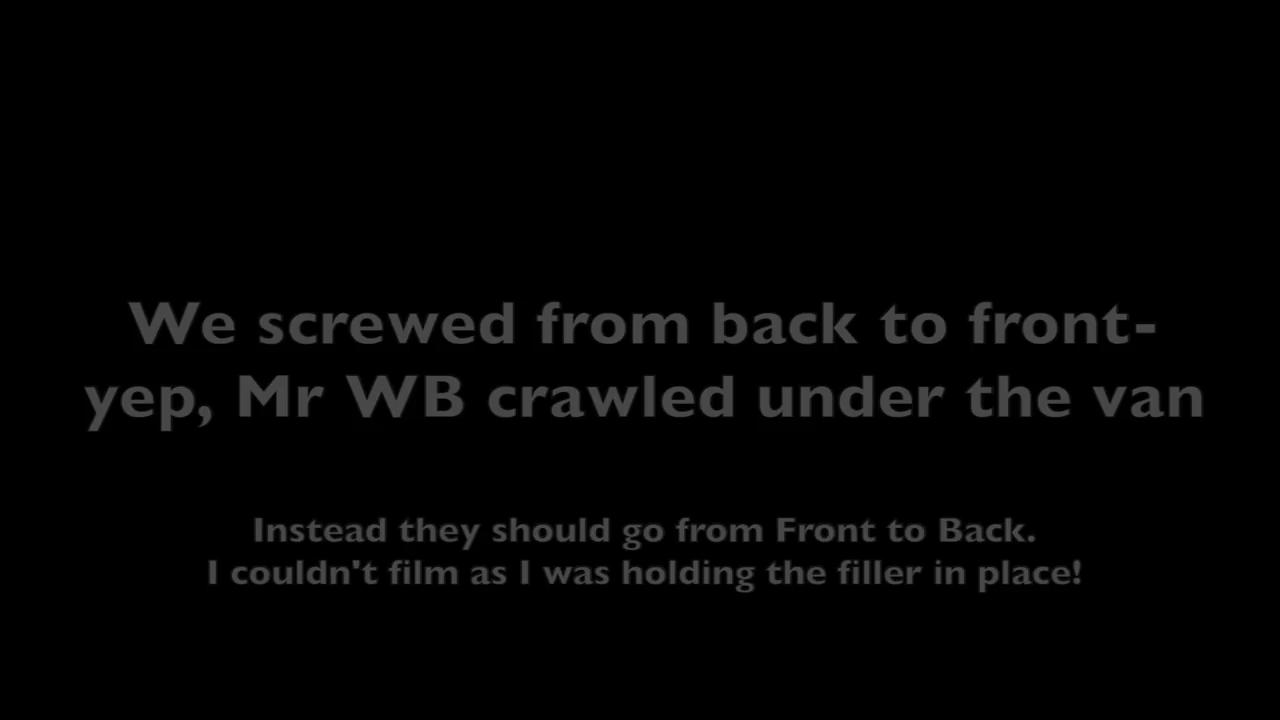 We screwed from back to front-
yep, Mr WB crawled under the van
Instead they should go from Front to Back.
I couldn't film as I was holding the filler in place!